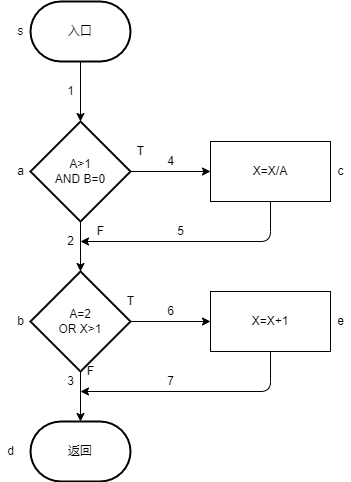 s
入口
1
T
A>1
AND B=0
a
4
X=X/A
c
F
2
5
T
A=2
OR X>1
b
6
X=X+1
e
F
3
7
d
返回